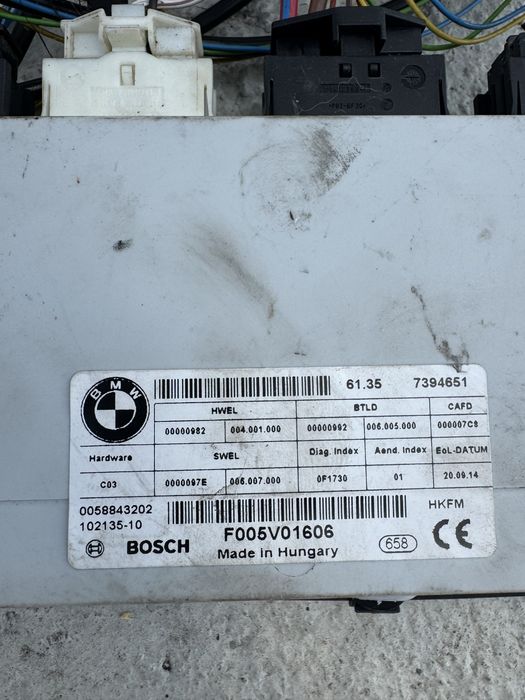 >PBT-GF30<
BMW
61.35 7394651
HWEL BTLD CAFD
00000982 004.001.000 00000992 006.005.000 000007C8
Hardware SWEL Diag. Index Aend. Index EoL-DATUM
C03 0000097E 006.007.000 0F1730 01 20.09.14
0058843202 HKFM
102135-10
F005V01606
BOSCH Made in Hungary 658 CE